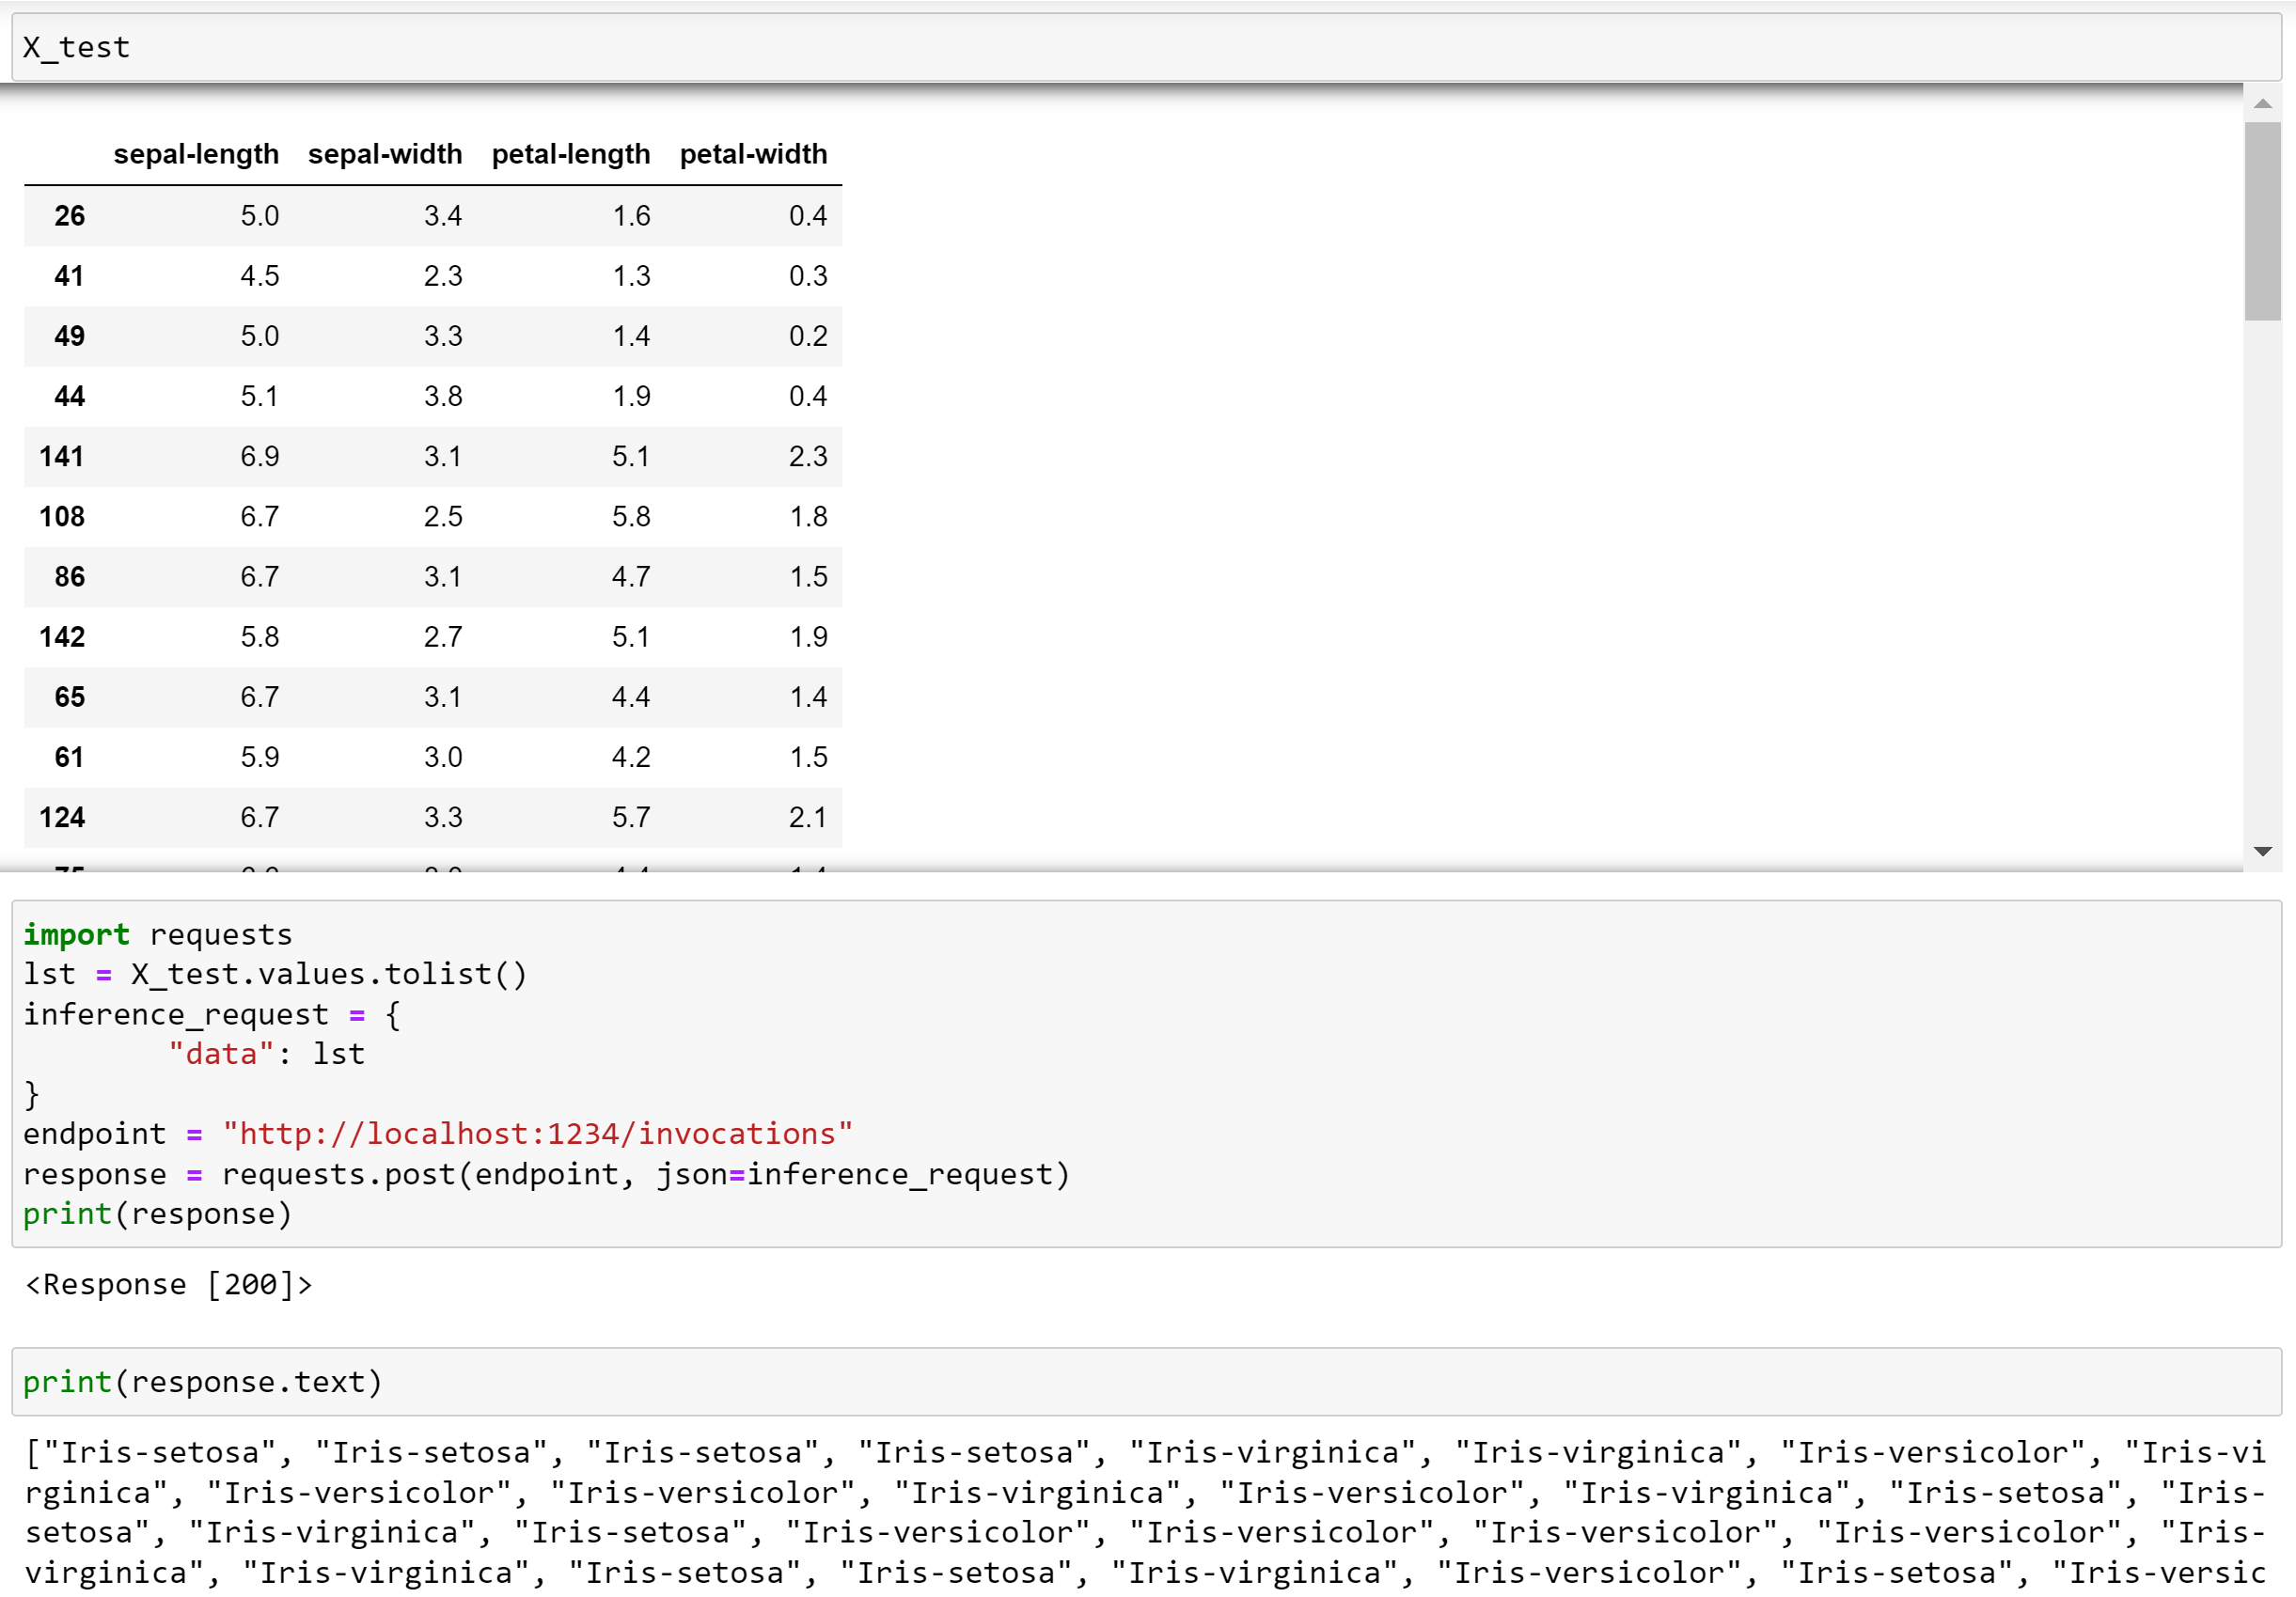 X_test
sepal-length sepal-width petal-length petal-width
26 5.0 3.4 1.6 0.4
41 4.5 2.3 1.3 0.3
49 5.0 3.3 1.4 0.2
44 5.1 3.8 1.9 0.4
141 6.9 3.1 5.1 2.3
108 6.7 2.5 5.8 1.8
86 6.7 3.1 4.7 1.5
142 5.8 2.7 5.1 1.9
65 6.7 3.1 4.4 1.4
61 5.9 3.0 4.2 1.5
124 6.7 3.3 5.7 2.1
import requests
lst = X_test.values.tolist()
inference_request = {
"data": lst
}
endpoint = "http://localhost:1234/invocations"
response = requests.post(endpoint, json=inference_request)
print(response)
<Response [200]>
print(response.text)
["Iris-setosa", "Iris-setosa", "Iris-setosa", "Iris-setosa", "Iris-virginica", "Iris-virginica", "Iris-versicolor", "Iris-vi
rginica", "Iris-versicolor", "Iris-versicolor", "Iris-virginica", "Iris-versicolor", "Iris-virginica", "Iris-setosa", "Iris-
setosa", "Iris-virginica", "Iris-setosa", "Iris-versicolor", "Iris-versicolor", "Iris-versicolor", "Iris-versicolor", "Iris-
virginica", "Iris-virginica", "Iris-setosa", "Iris-setosa", "Iris-virginica", "Iris-versicolor", "Iris-setosa", "Iris-versic